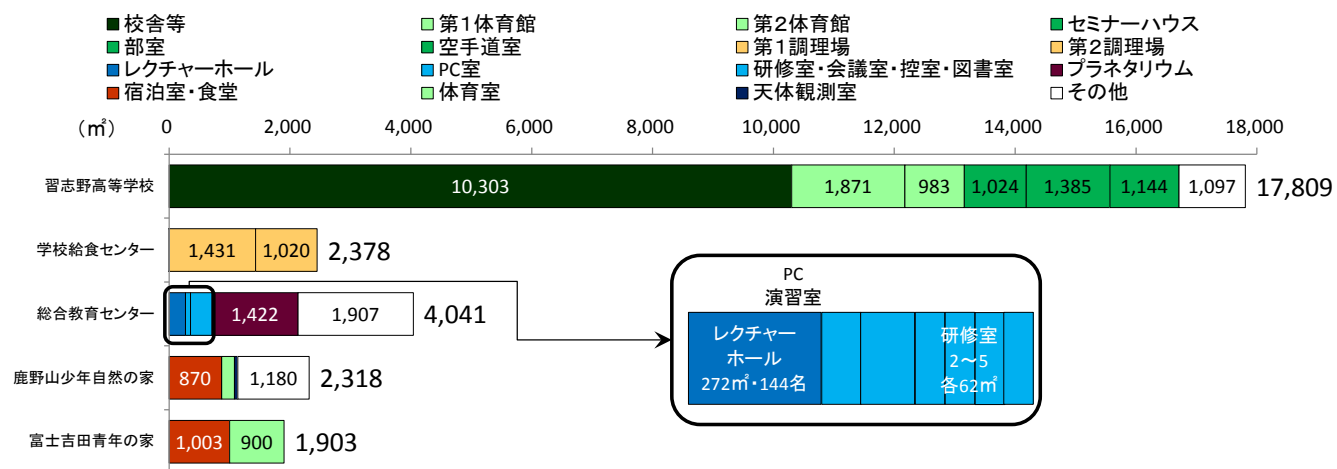 校舎等 第1体育館 第2体育館 セミナーハウス
部室 空手道室 第1調理場 第2調理場
レクチャーホール PC室 研修室・会議室・控室・図書室 プラネタリウム
宿泊室・食堂 体育室 天体観測室 その他
（㎡） 0 2,000 4,000 6,000 8,000 10,000 12,000 14,000 16,000 18,000
習志野高等学校 10,303 1,871 983 1,024 1,385 1,144 1,097 17,809
学校給食センター 1,431 1,020 2,378
総合教育センター 1,422 1,907 4,041
鹿野山少年自然の家 870 1,180 2,318
富士吉田青年の家 1,003 900 1,903
PC
演習室
レクチャー
ホール
272㎡・144名
研修室
2～5
各62㎡